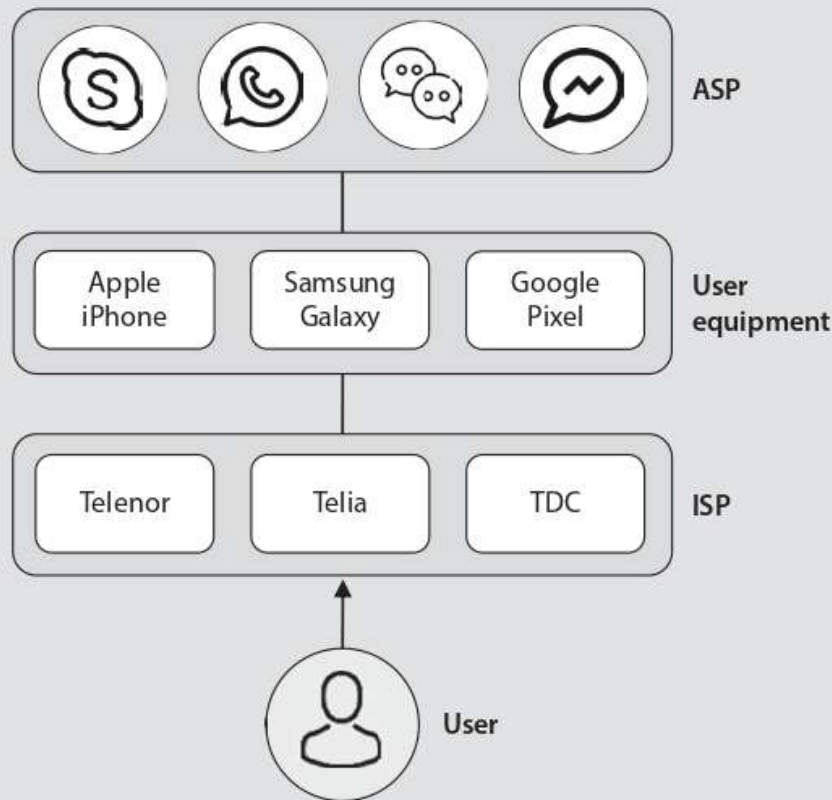 S
ASP
Apple
iPhone
Samsung
Galaxy
Google
Pixel
User
equipment
Telenor
Telia
TDC
ISP
User